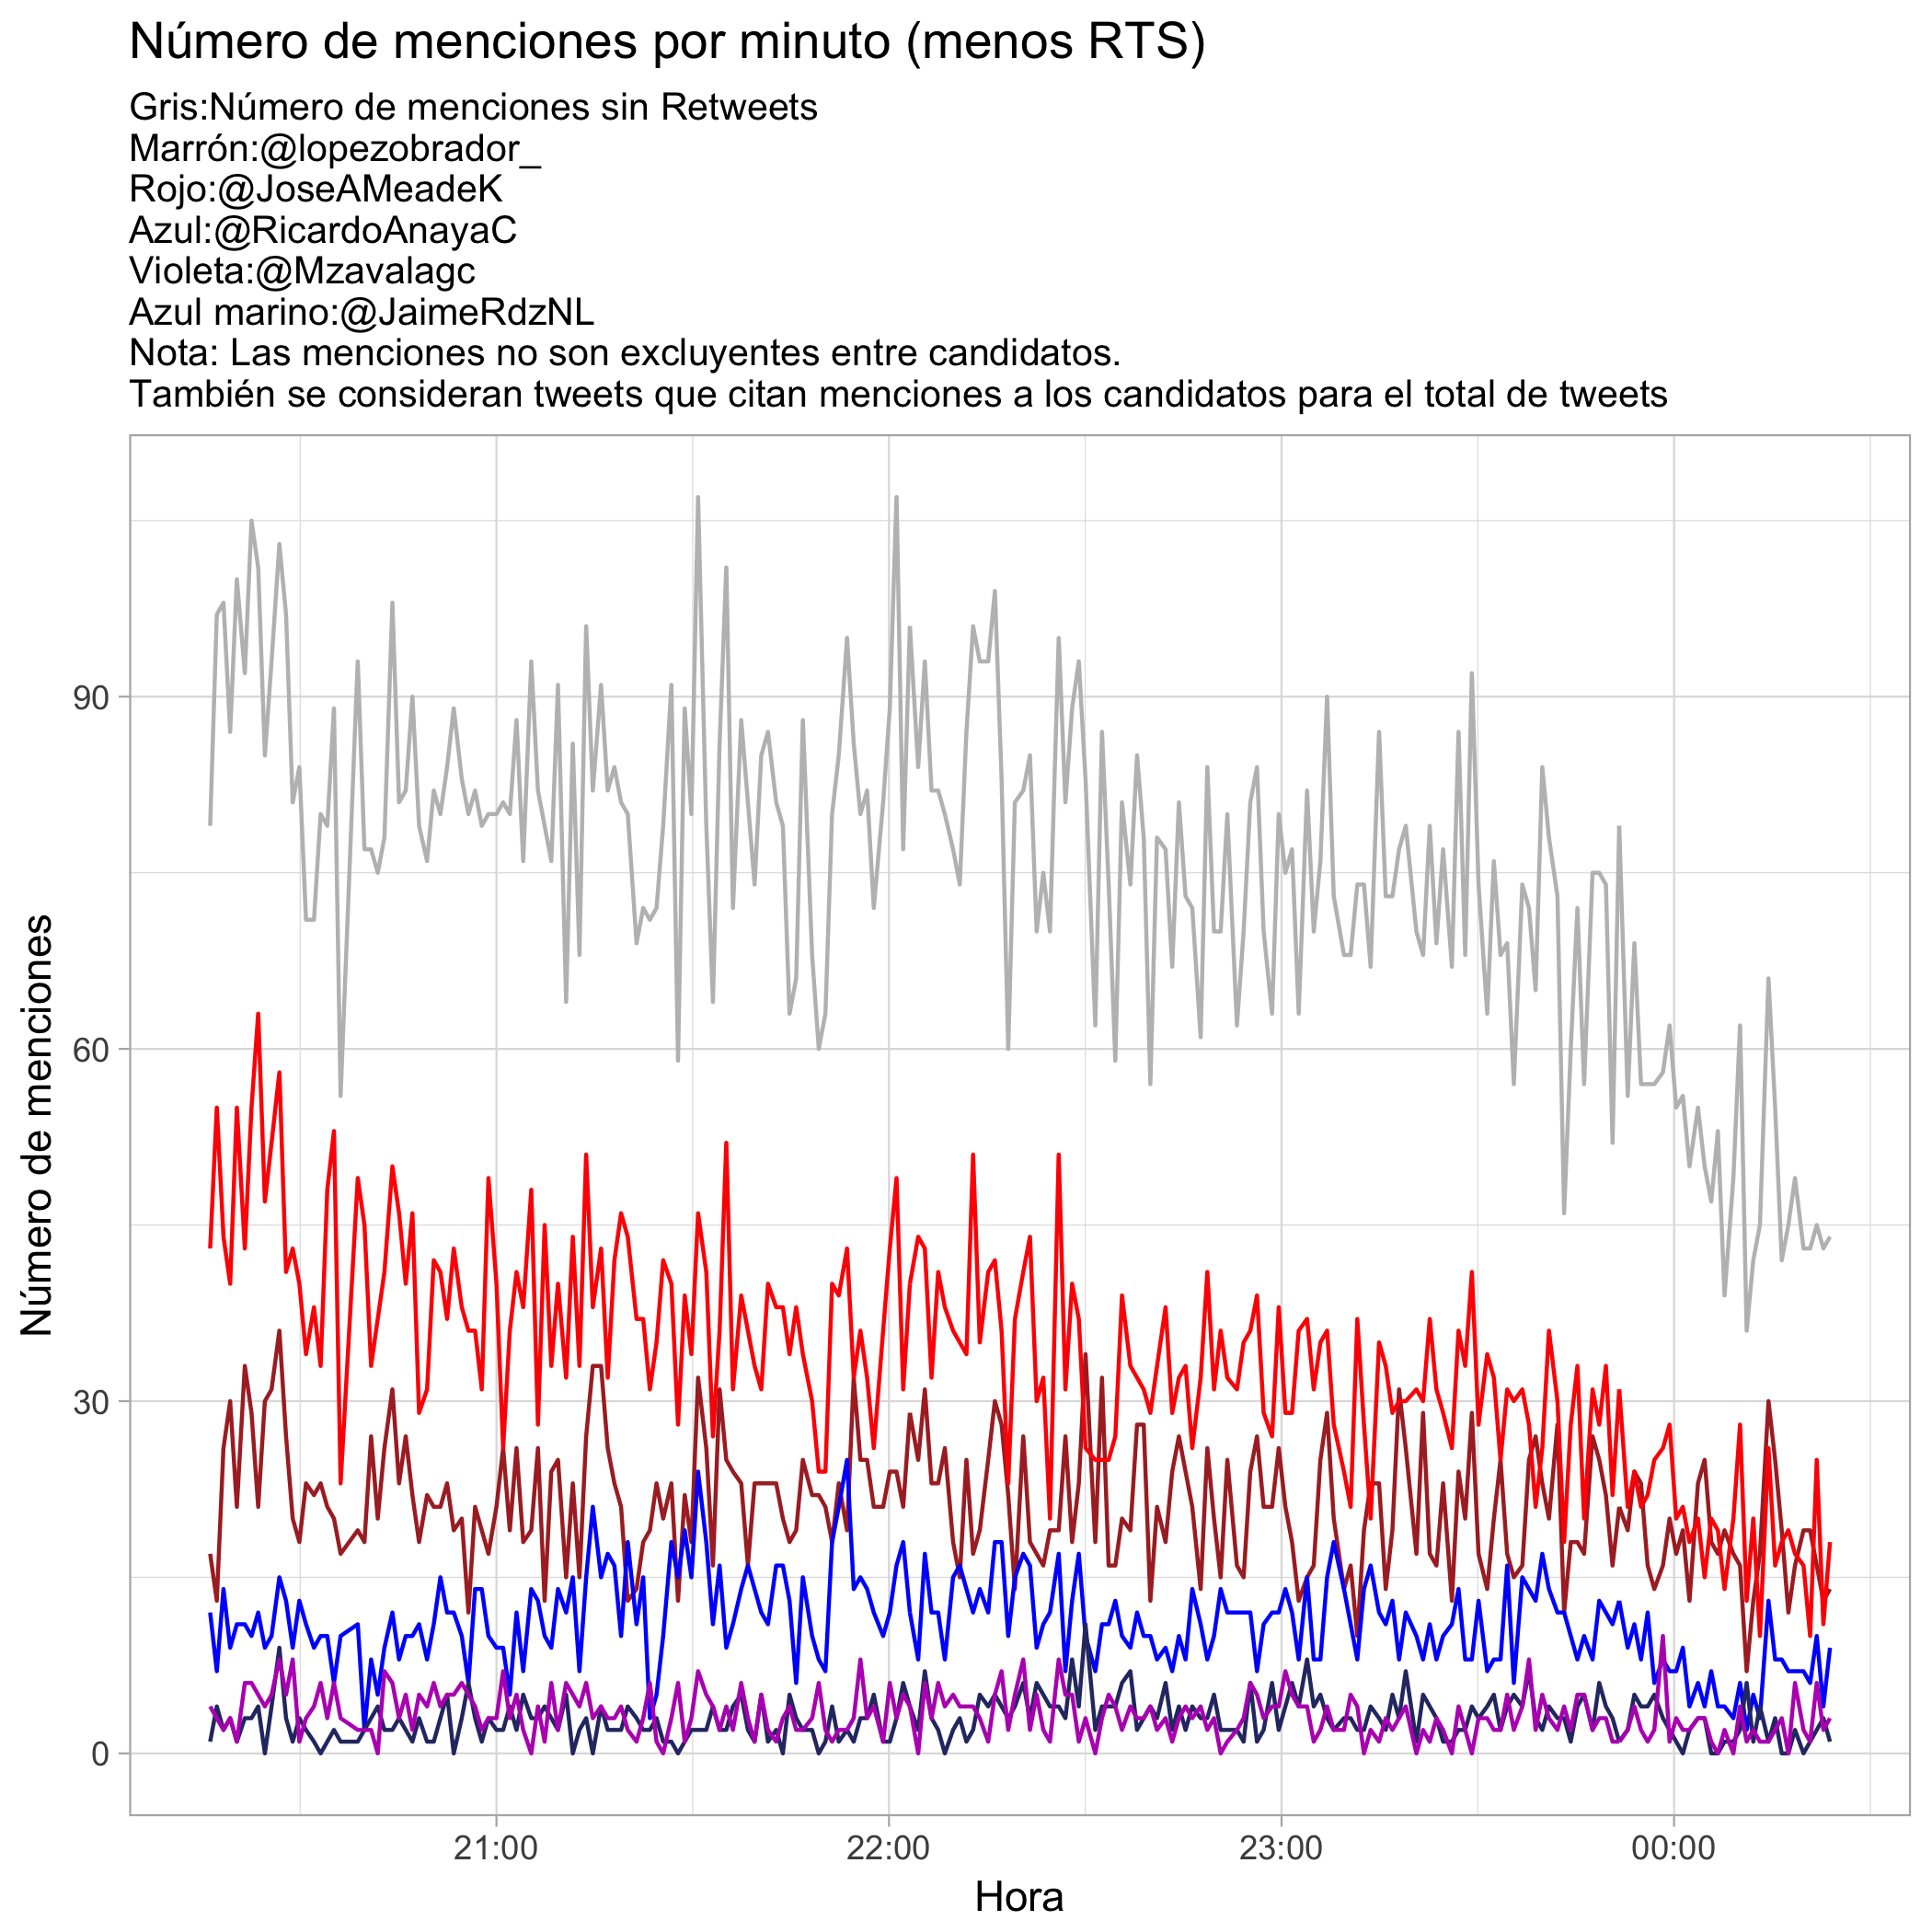 Número de menciones por minuto (menos RTS)
Gris:Número de menciones sin Retweets
Marrón:@lopezobrador_
Rojo:@JoseAMeadeK
Azul:@RicardoAnayaC
Violeta:@Mzavalagc
Azul marino:@JaimeRdzNL
Nota: Las menciones no son excluyentes entre candidatos.
También se consideran tweets que citan menciones a los candidatos para el total de tweets
Número de menciones
90
60
30
0
21:00
22:00
23:00
00:00
Hora